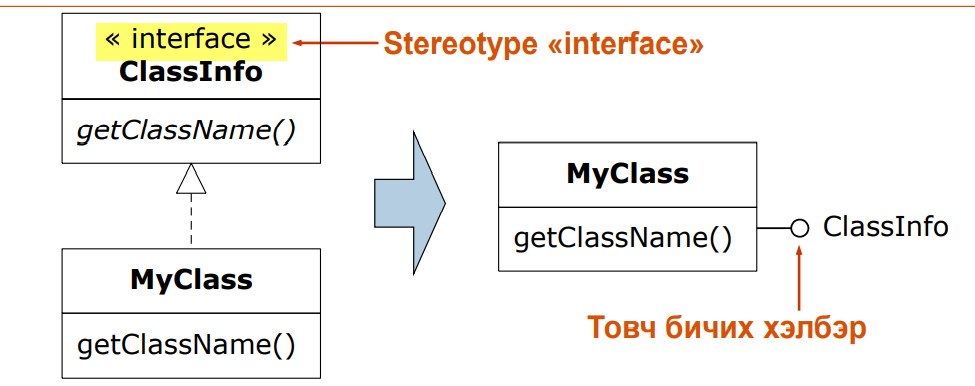 « interface »
ClassInfo
getClassName()
Stereotype «interface»
MyClass
getClassName()
MyClass
getClassName()
ClassInfo
Товч бичих хэлбэр